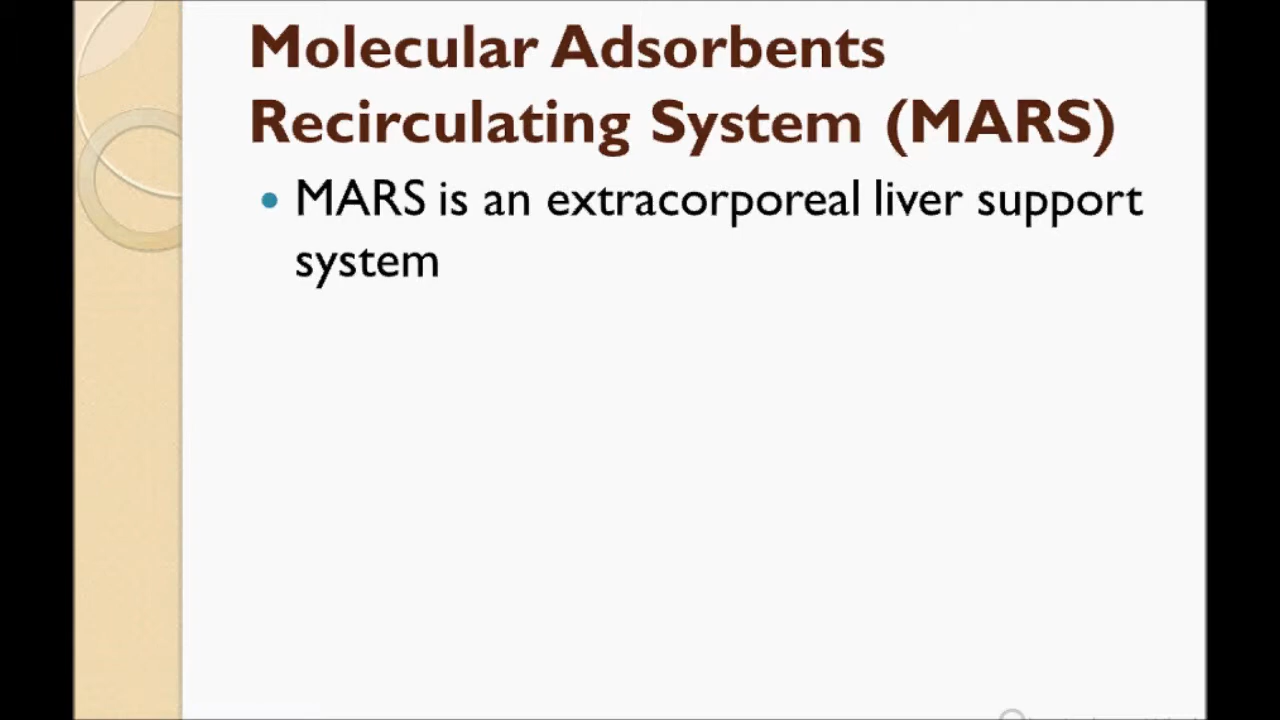 Molecular Adsorbents
Recirculating System (MARS)
• MARS is an extracorporeal liver support
system